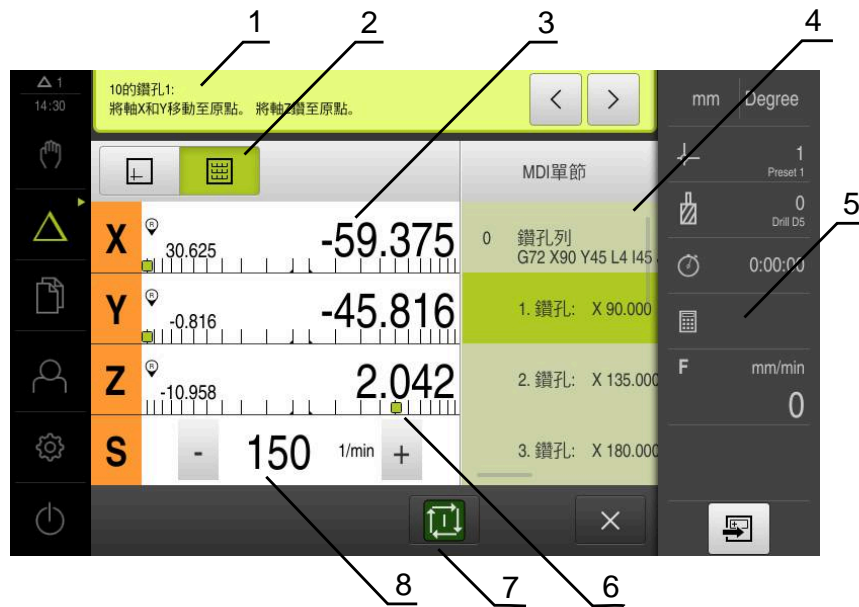 1
2
3
4
5
6
7
8
1
14:30
10的鑽孔1:
將軸X和Y移動至原點。 將軸Z鑽至原點。
< >
mm Degree
MDI單節
1
Preset 1
0
Drill D5
0:00:00
F mm/min
0
X R 30.625 -59.375
Y R -0.816 -45.816
Z R -10.958 2.042
S - 150 1/min +
0 鑽孔列
G72 X90 Y45 L4 I45
1. 鑽孔: X 90.000
2. 鑽孔: X 135.000
3. 鑽孔: X 180.000